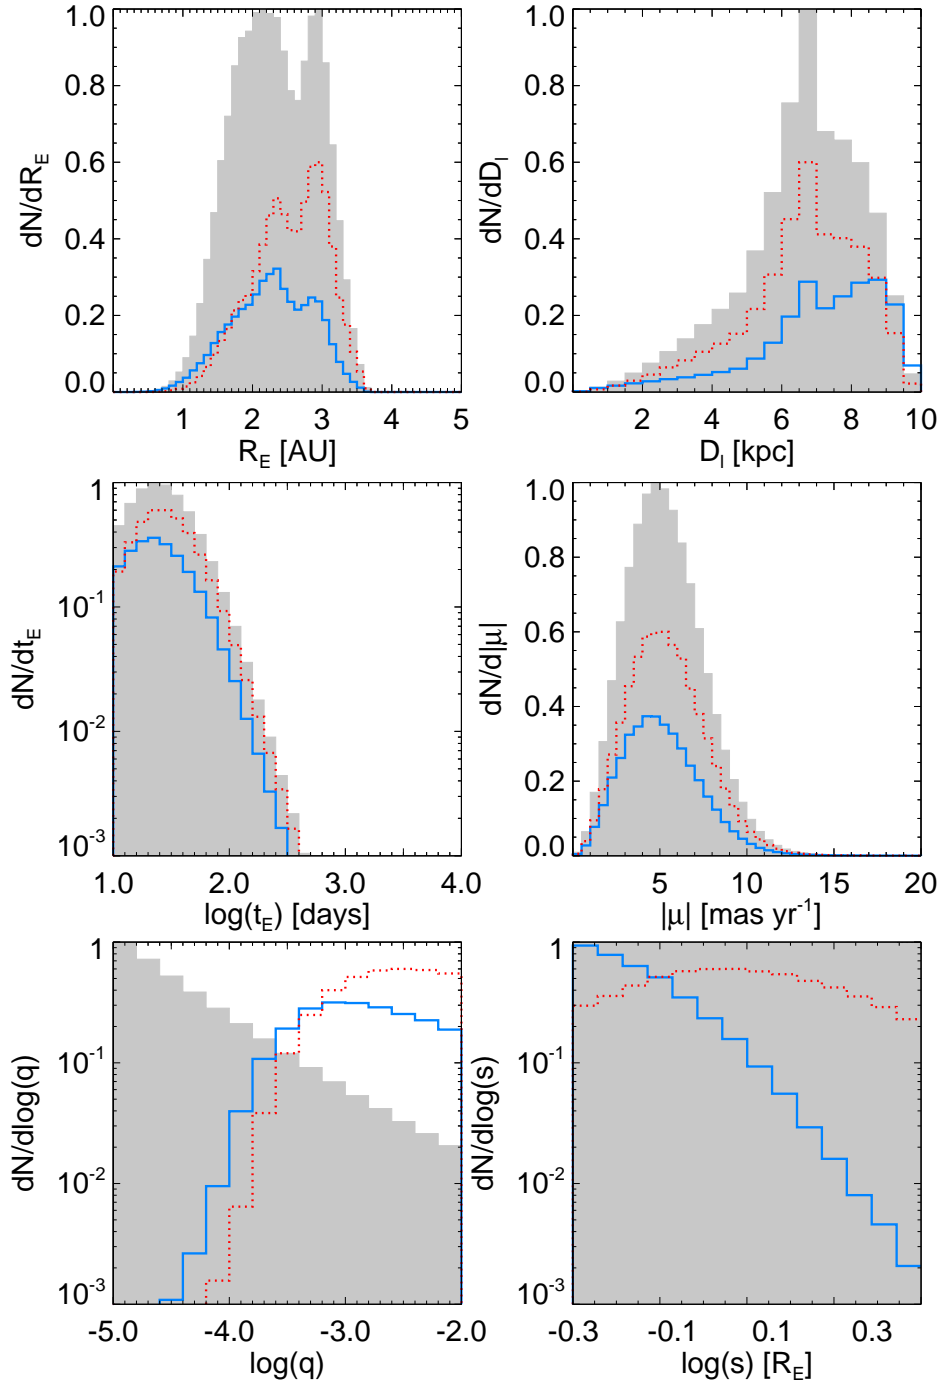 1.0
0.8
0.6
0.4
0.2
0.0
dN/dR_E
1 2 3 4 5
R_E [AU]
1.0
0.8
0.6
0.4
0.2
0.0
dN/dD_l
2 4 6 8 10
D_l [kpc]
1
10^-1
10^-2
10^-3
dN/dt_E
1.0 2.0 3.0 4.0
log(t_E) [days]
1.0
0.8
0.6
0.4
0.2
0.0
dN/d|μ|
5 10 15 20
|μ| [mas yr^-1]
1
10^-1
10^-2
10^-3
dN/dlog(q)
-5.0 -4.0 -3.0 -2.0
log(q)
1
10^-1
10^-2
10^-3
dN/dlog(s)
-0.3 -0.1 0.1 0.3
log(s) [R_E]